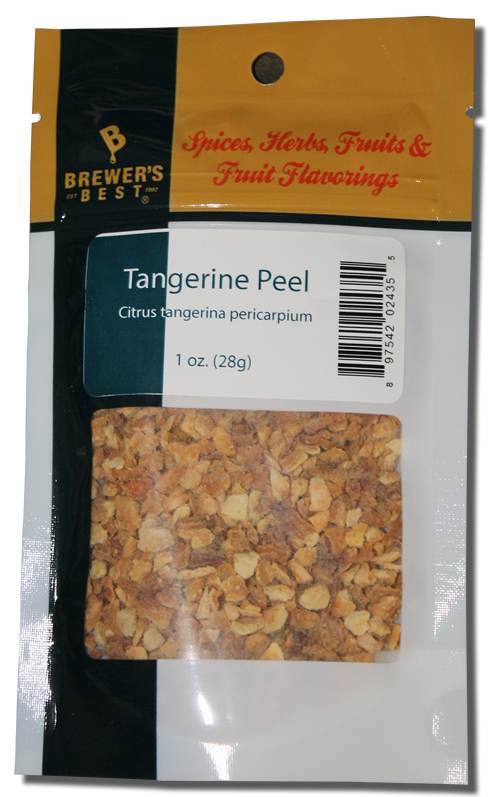 Spices, Herbs, Fruits &
Fruit Flavorings
B
BREWER'S
EST BEST® 1992
Tangerine Peel
Citrus tangerina pericarpium
1 oz. (28g)
8 97542 02435 5